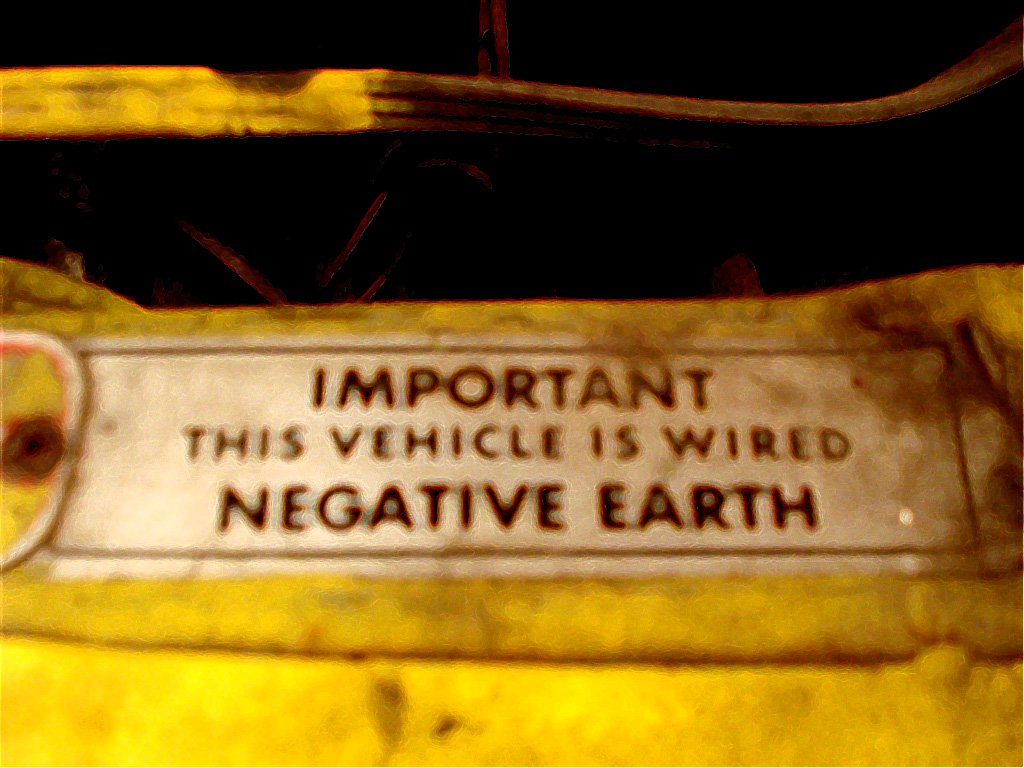 IMPORTANT
THIS VEHICLE IS WIRED
NEGATIVE EARTH